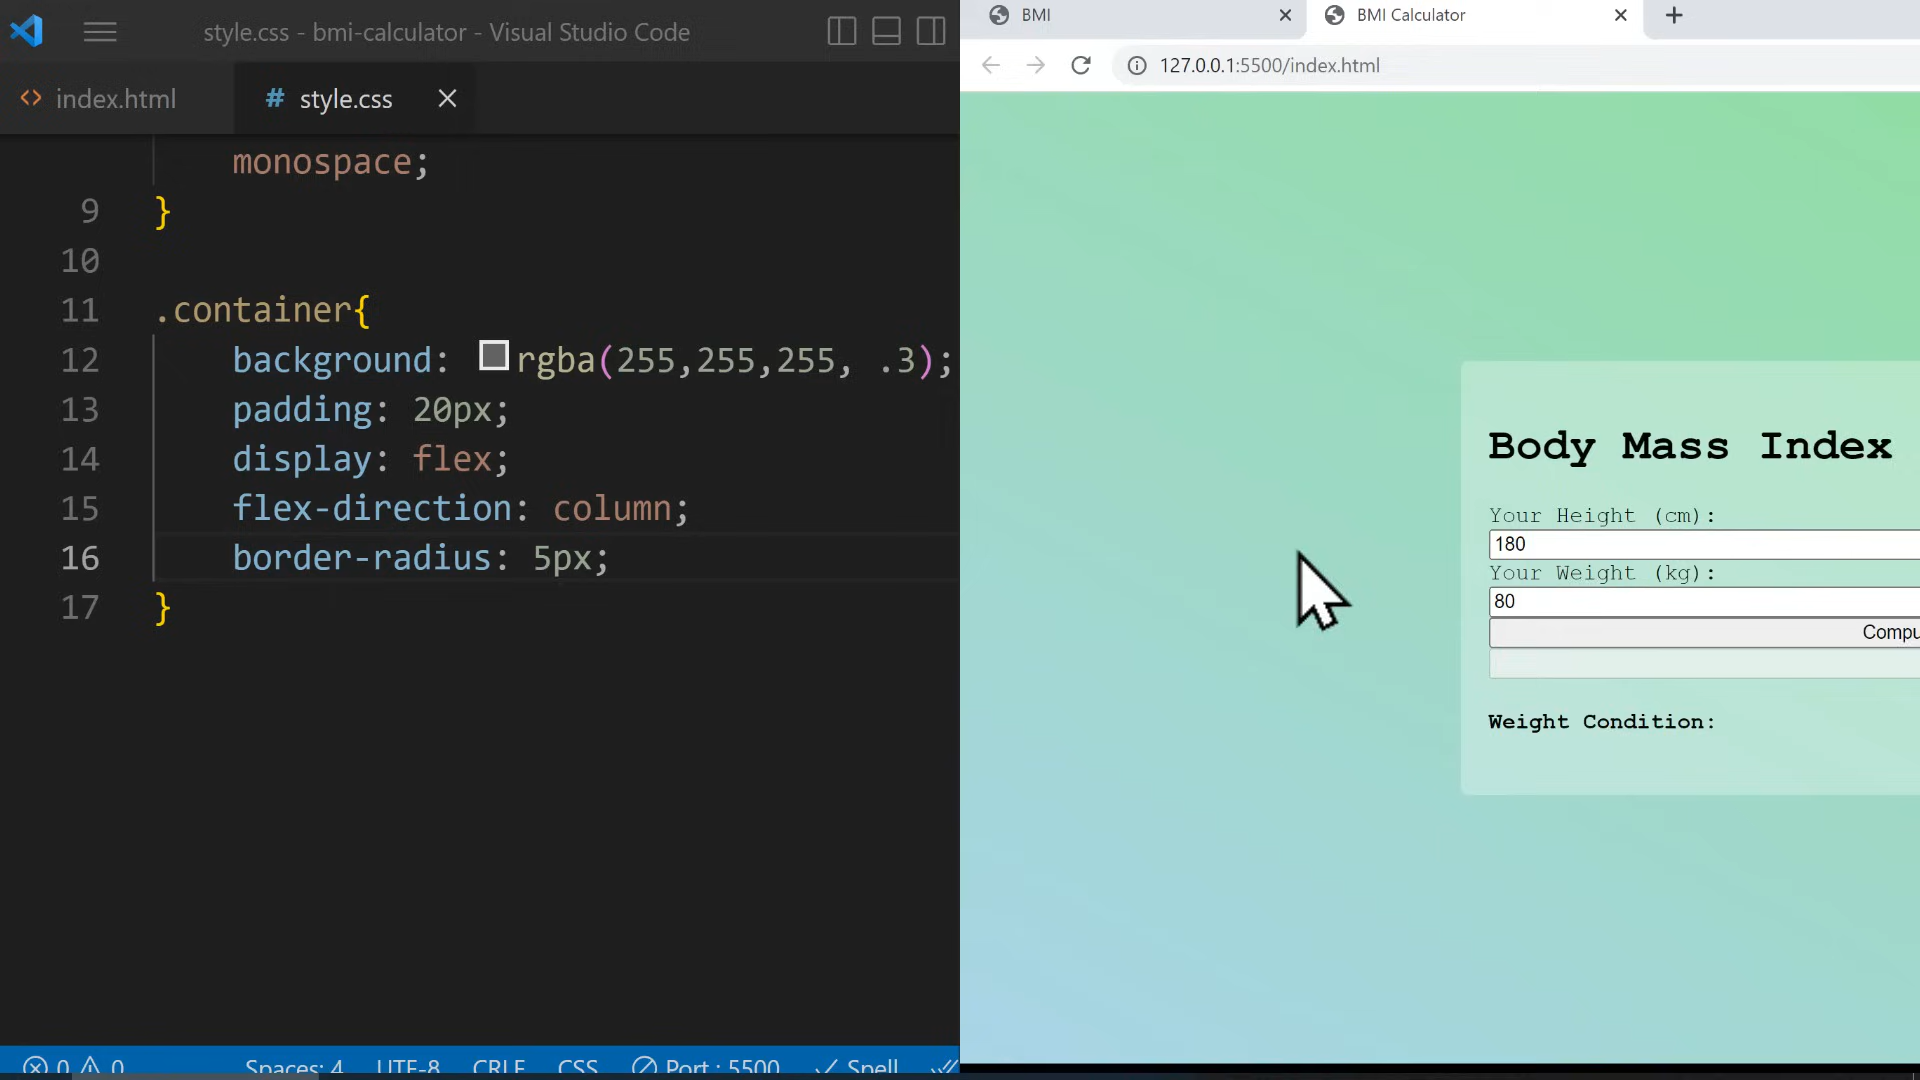 style.css - bmi-calculator - Visual Studio Code
index.html
# style.css
monospace;
9 }
10
11 .container{
12 background: rgba(255,255,255, .3);
13 padding: 20px;
14 display: flex;
15 flex-direction: column;
16 border-radius: 5px;
17 }
0 0 Spaces: 4 UTF-8 CRLF CSS Port : 5500 Spell
BMI
BMI Calculator
127.0.0.1:5500/index.html
Body Mass Index
Your Height (cm):
180
Your Weight (kg):
80
Compu
Weight Condition: